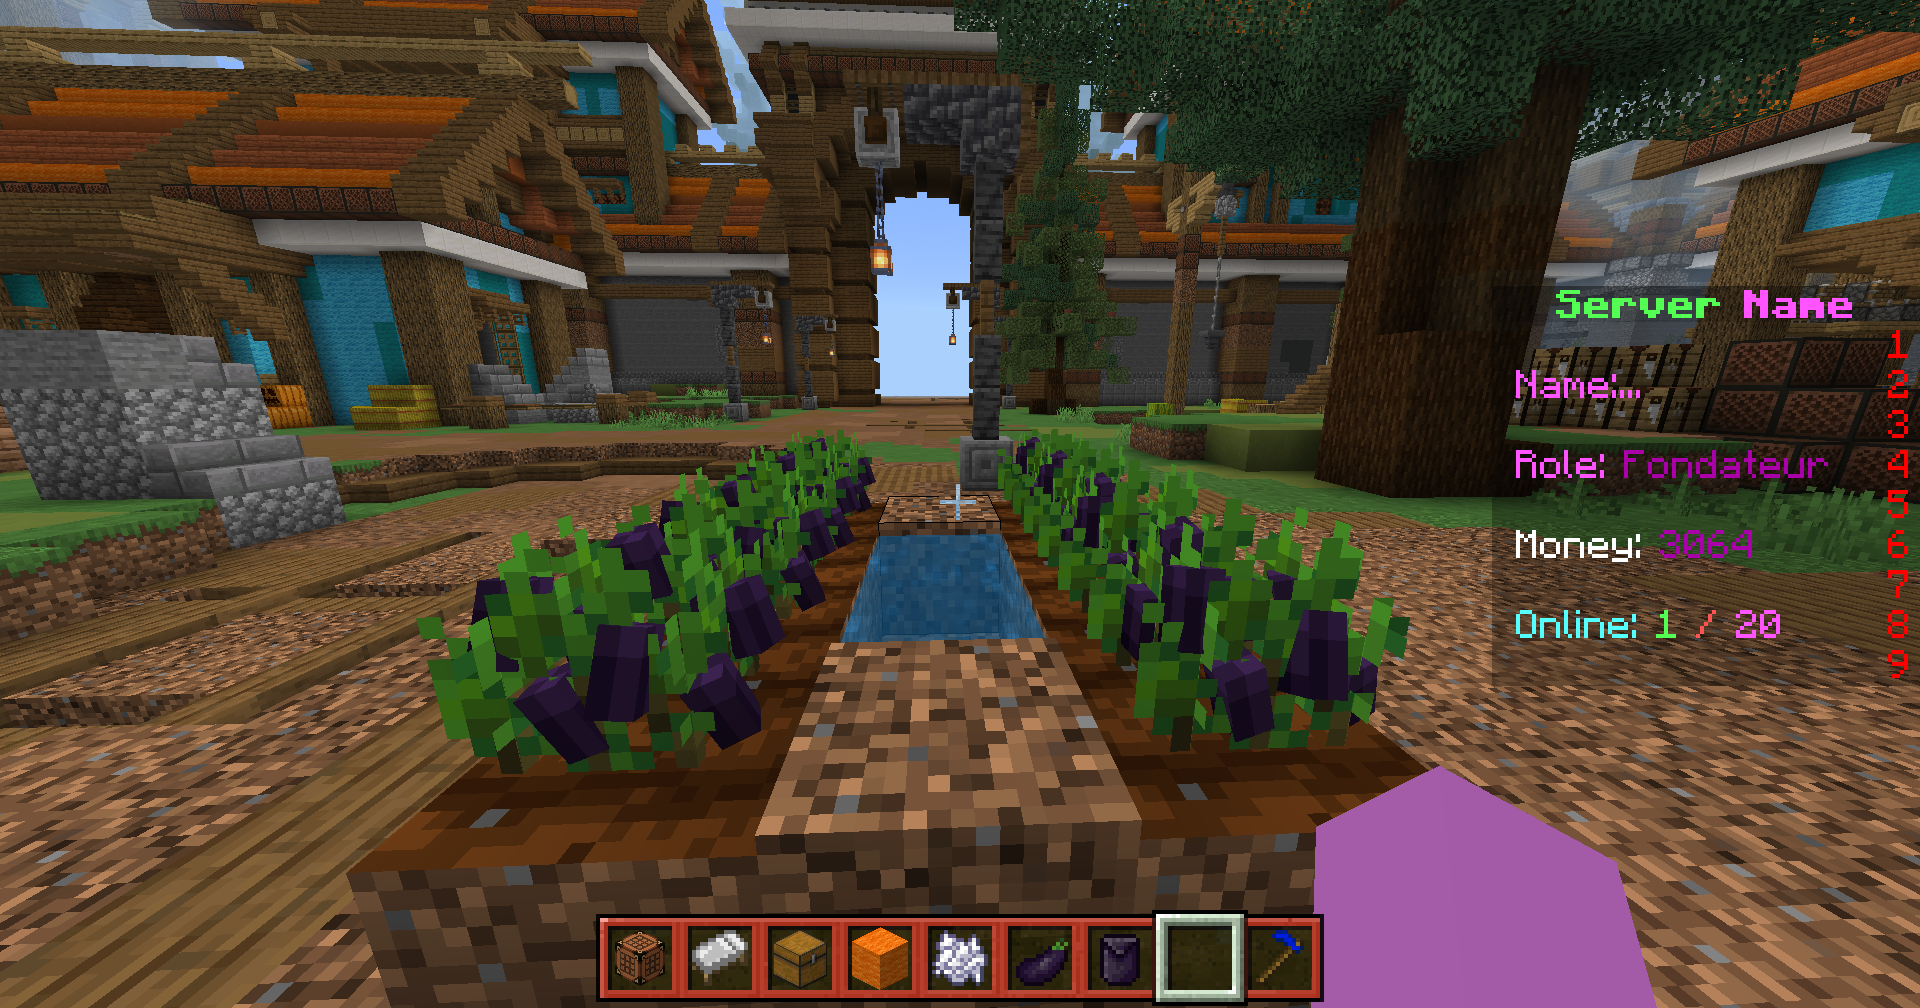 Server Name
1
Name:... 2
3
Role: Fondateur 4
5
Money: 3064 6
7
Online: 1 / 20 8
9